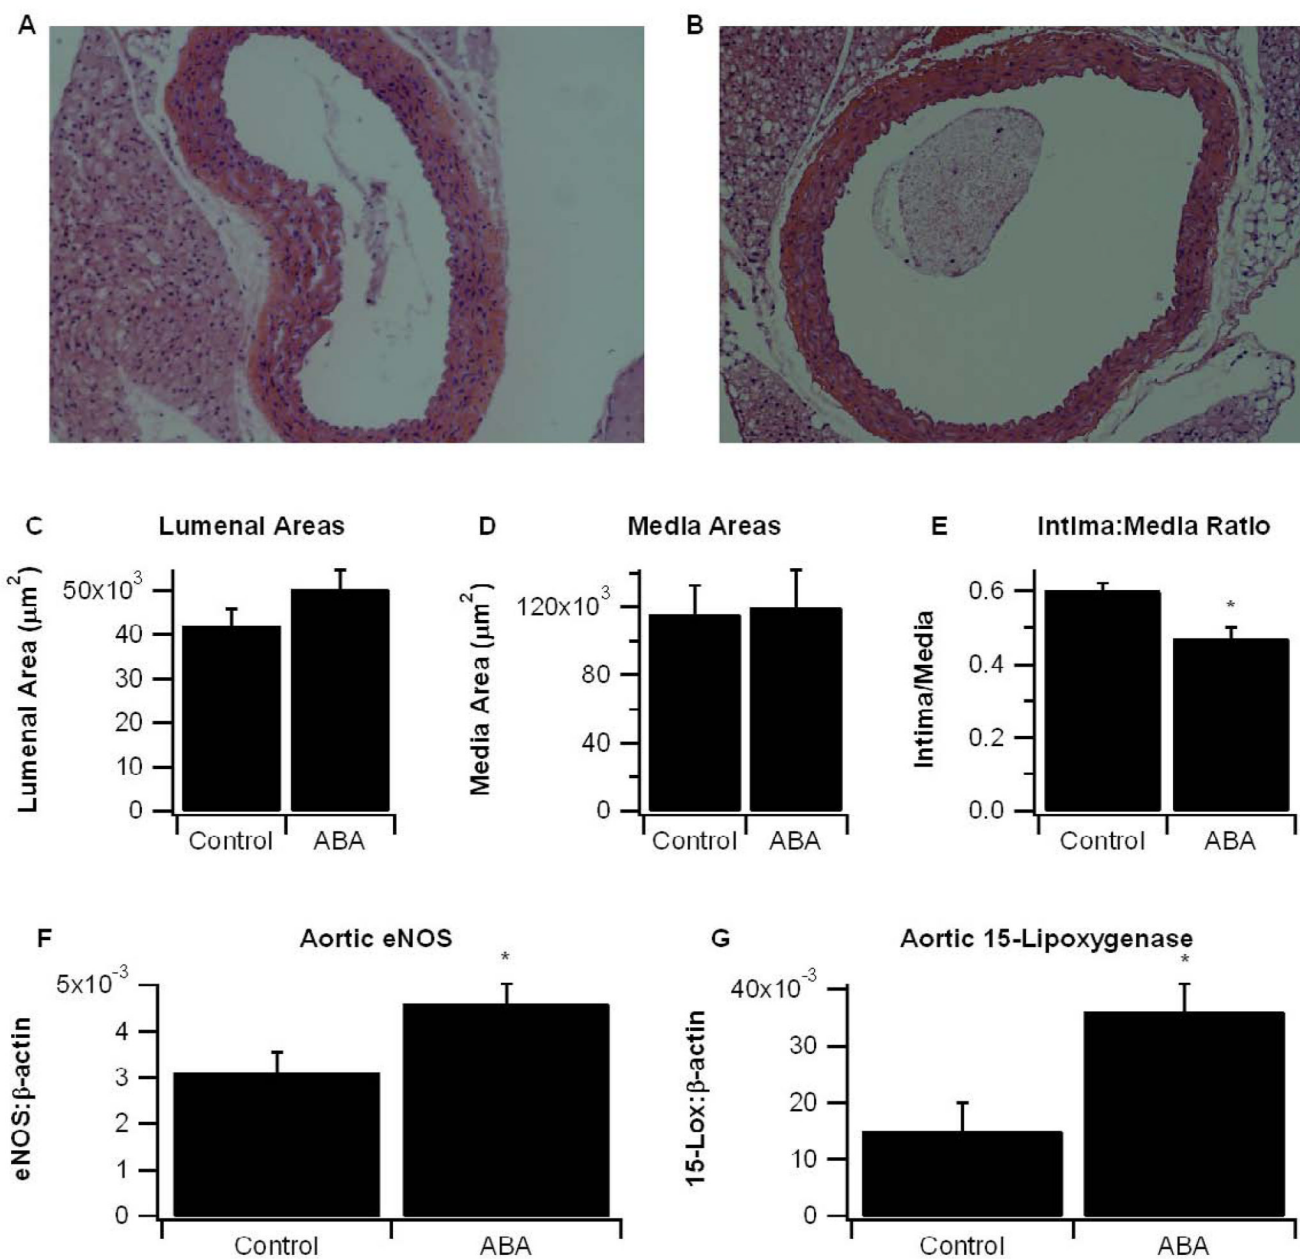 A
B
C Lumenal Areas
Lumenal Area (μm²)
50x10³
40
30
20
10
0
Control ABA
D Media Areas
Media Area (μm²)
120x10³
80
40
0
Control ABA
E Intima:Media Ratio
Intima/Media
0.6
0.4
0.2
0.0
*
Control ABA
F Aortic eNOS
eNOS:β-actin
5x10⁻³
4
3
2
1
0
*
Control ABA
G Aortic 15-Lipoxygenase
15-Lox:β-actin
40x10⁻³
30
20
10
0
*
Control ABA